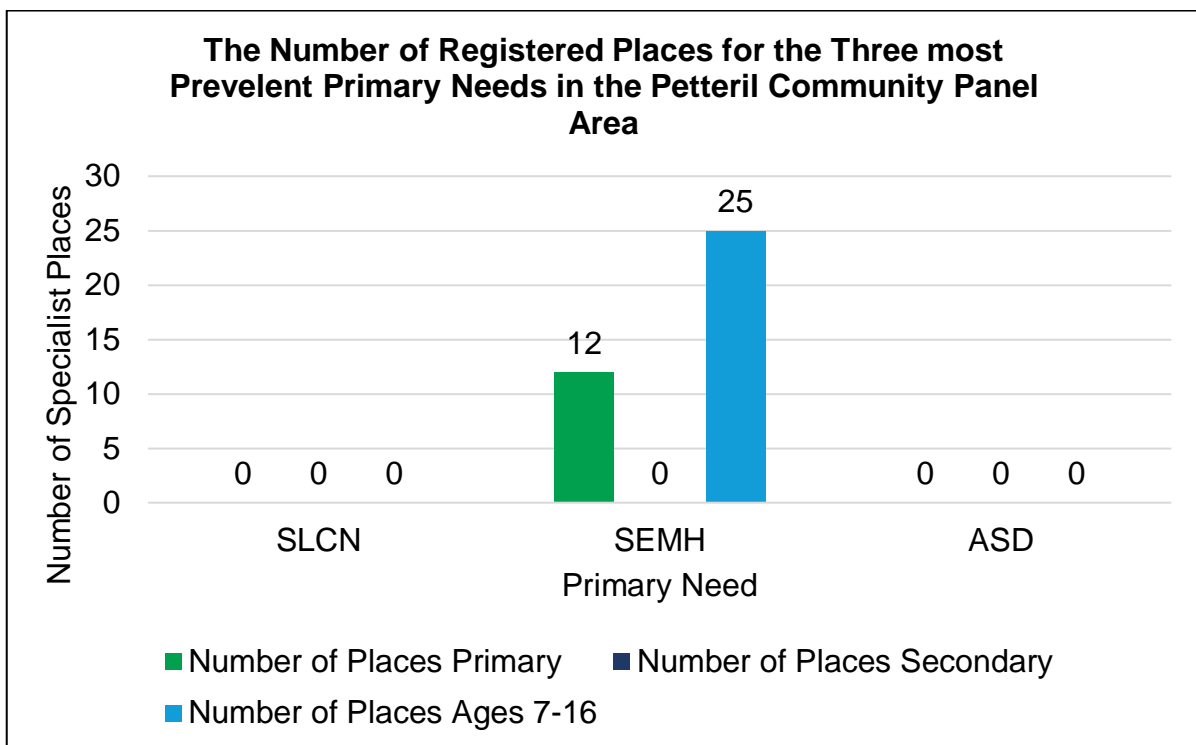 The Number of Registered Places for the Three most
Prevelent Primary Needs in the Petteril Community Panel
Area
Number of Specialist Places
30
25
20
15
10
5
0
0 0 0
12 0 25
0 0 0
SLCN SEMH ASD
Primary Need
Number of Places Primary Number of Places Secondary
Number of Places Ages 7-16